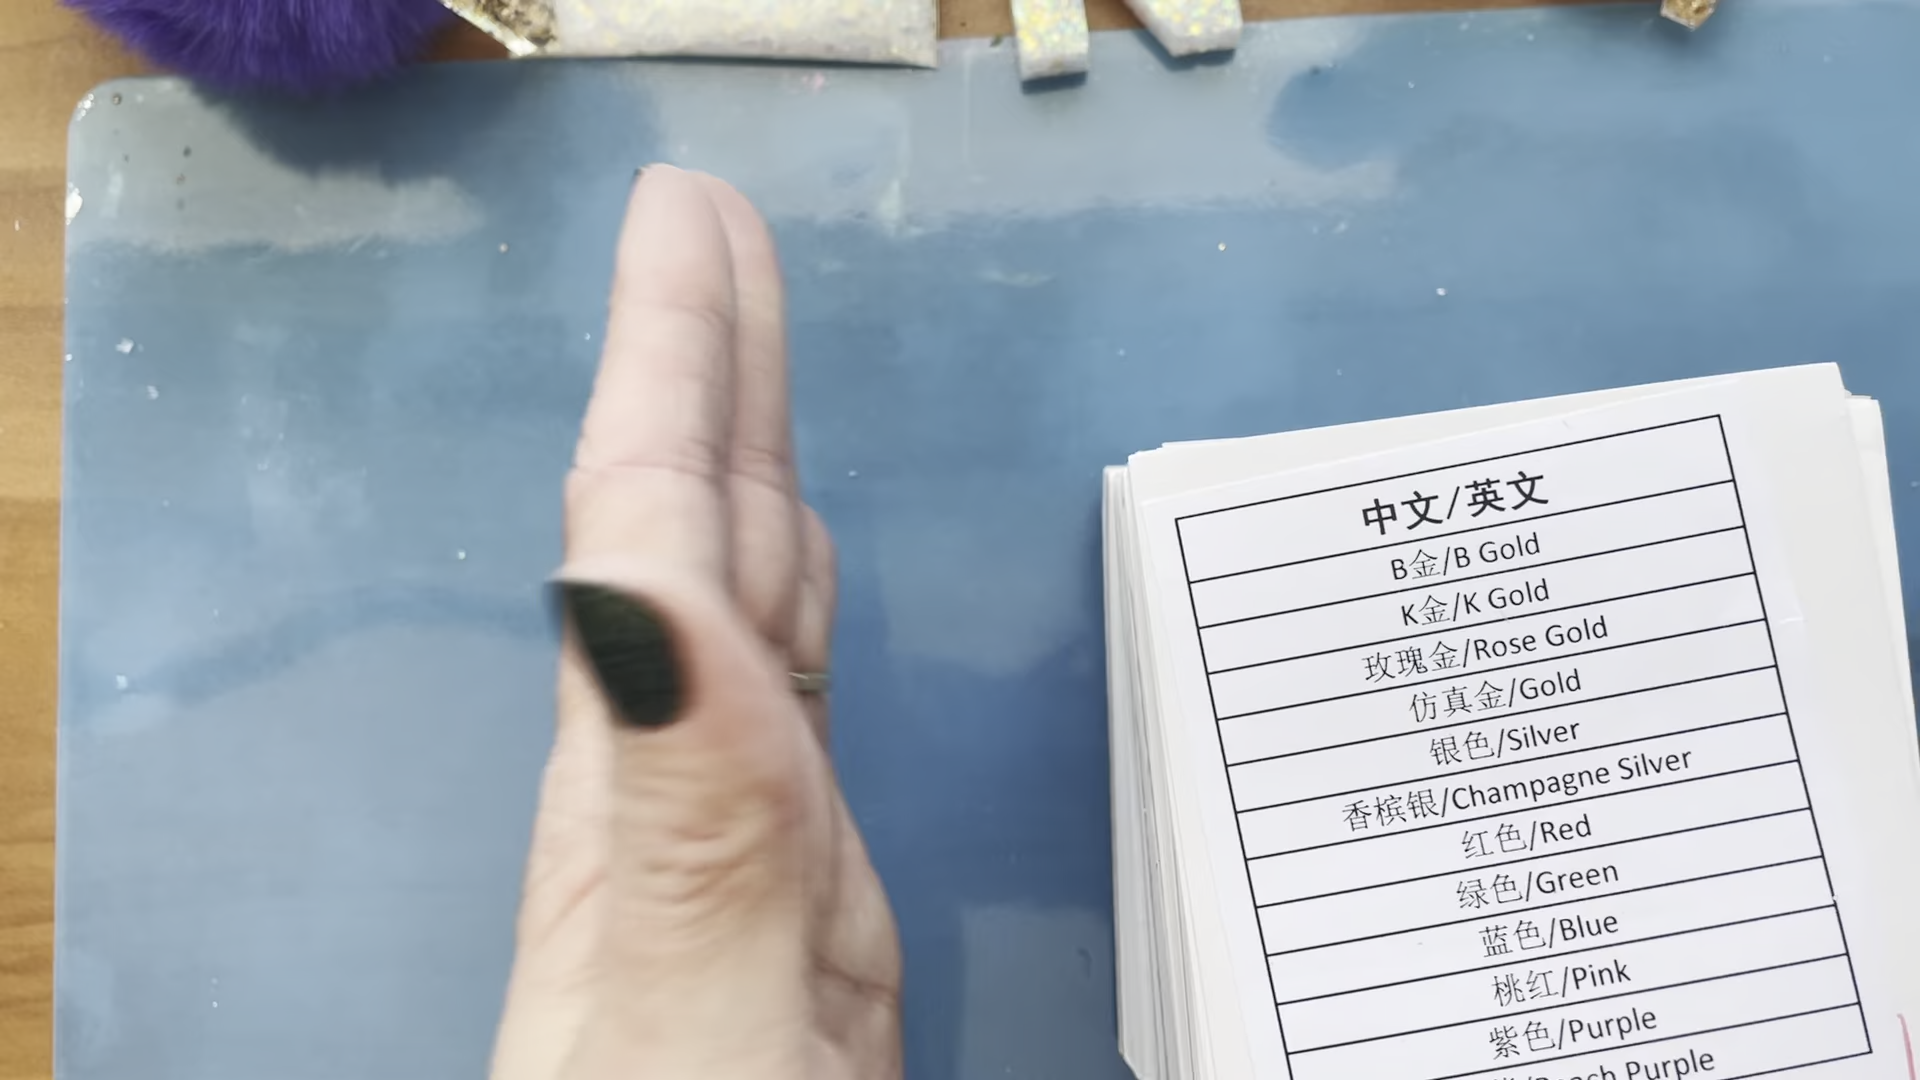 中文/英文
B金/B Gold
K金/K Gold
玫瑰金/Rose Gold
仿真金/Gold
银色/Silver
香槟银/Champagne Silver
红色/Red
绿色/Green
蓝色/Blue
桃红/Pink
紫色/Purple
Purple